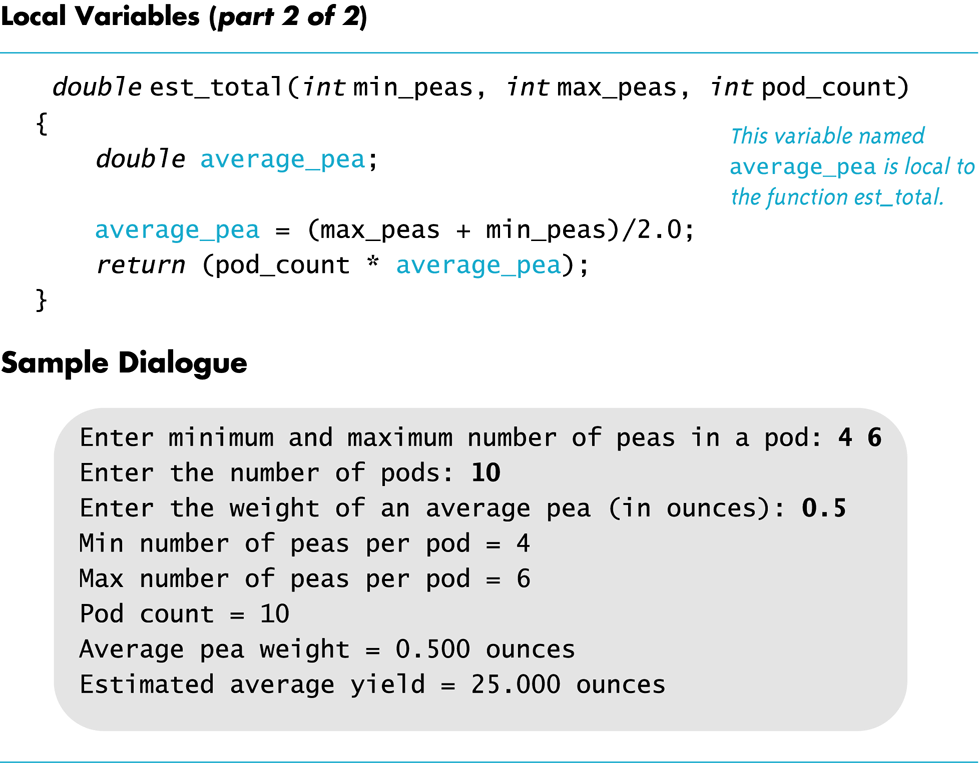 Local Variables (part 2 of 2)
double est_total(int min_peas, int max_peas, int pod_count)
{
double average_pea;
This variable named
average_pea is local to
the function est_total.
average_pea = (max_peas + min_peas)/2.0;
return (pod_count * average_pea);
}
Sample Dialogue
Enter minimum and maximum number of peas in a pod: 4 6
Enter the number of pods: 10
Enter the weight of an average pea (in ounces): 0.5
Min number of peas per pod = 4
Max number of peas per pod = 6
Pod count = 10
Average pea weight = 0.500 ounces
Estimated average yield = 25.000 ounces